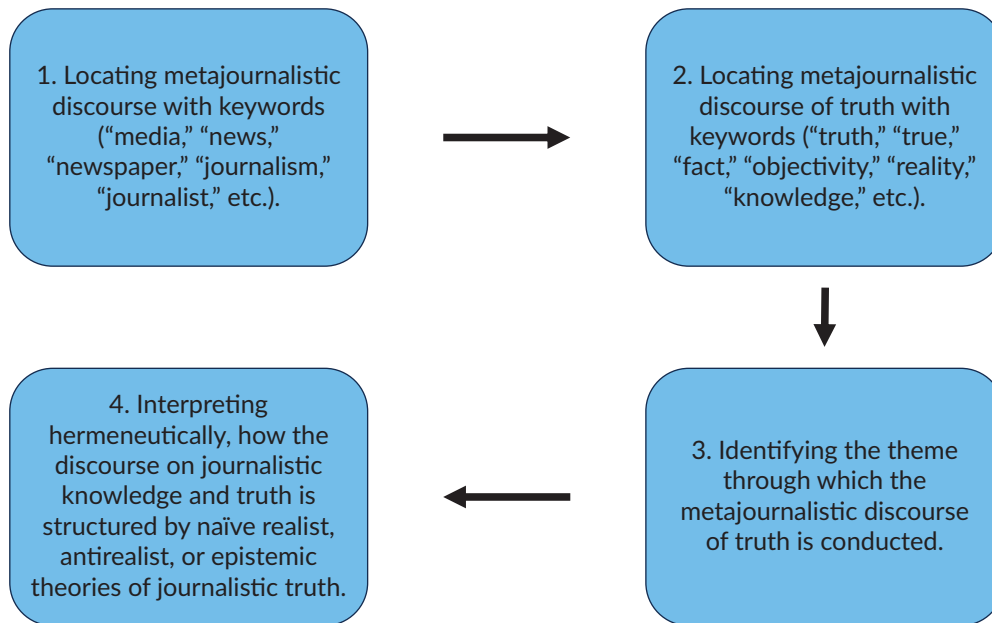 1. Locating metajournalistic
discourse with keywords
(“media,” “news,”
“newspaper,” “journalism,”
“journalist,” etc.).
2. Locating metajournalistic
discourse of truth with
keywords (“truth,” “true,”
“fact,” “objectivity,” “reality,”
“knowledge,” etc.).
3. Identifying the theme
through which the
metajournalistic discourse
of truth is conducted.
4. Interpreting
hermeneutically, how the
discourse on journalistic
knowledge and truth is
structured by naïve realist,
antirealist, or epistemic
theories of journalistic truth.